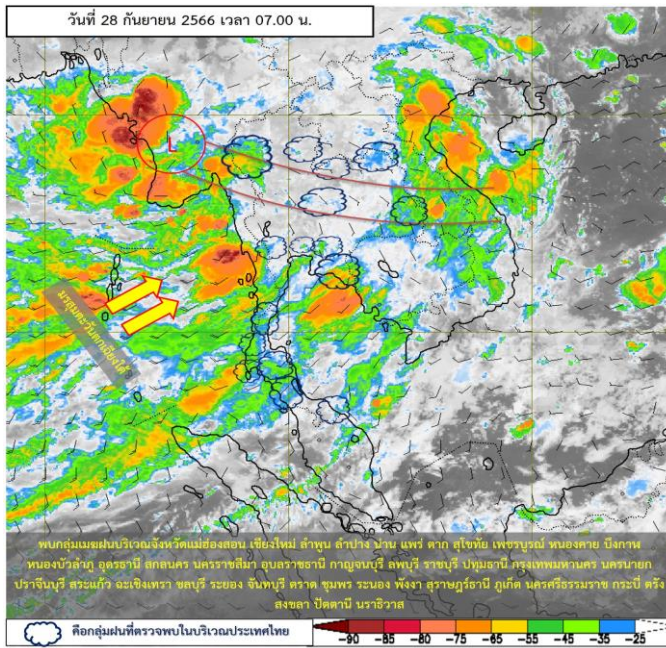 วันที่ 28 กันยายน 2566 เวลา 07.00 น.
L
มรสุมตะวันตกเฉียงใต้
พบกลุ่มเมฆฝนบริเวณจังหวัดแม่ฮ่องสอน เชียงใหม่ ลำพูน ลำปาง น่าน แพร่ ตาก สุโขทัย เพชรบูรณ์ หนองคาย บึงกาฬ
หนองบัวลำภู อุดรธานี สกลนคร นครราชสีมา อุบลราชธานี กาญจนบุรี ลพบุรี ราชบุรี ปทุมธานี กรุงเทพมหานคร นครนายก
ปราจีนบุรี สระแก้ว ฉะเชิงเทรา ชลบุรี ระยอง จันทบุรี ตราด ชุมพร ระนอง พังงา สุราษฎร์ธานี ภูเก็ต นครศรีธรรมราช กระบี่ ตรัง
สงขลา ปัตตานี นราธิวาส
คือกลุ่มฝนที่ตรวจพบในบริเวณประเทศไทย
-90 -85 -80 -75 -65 -55 -45 -35 -25